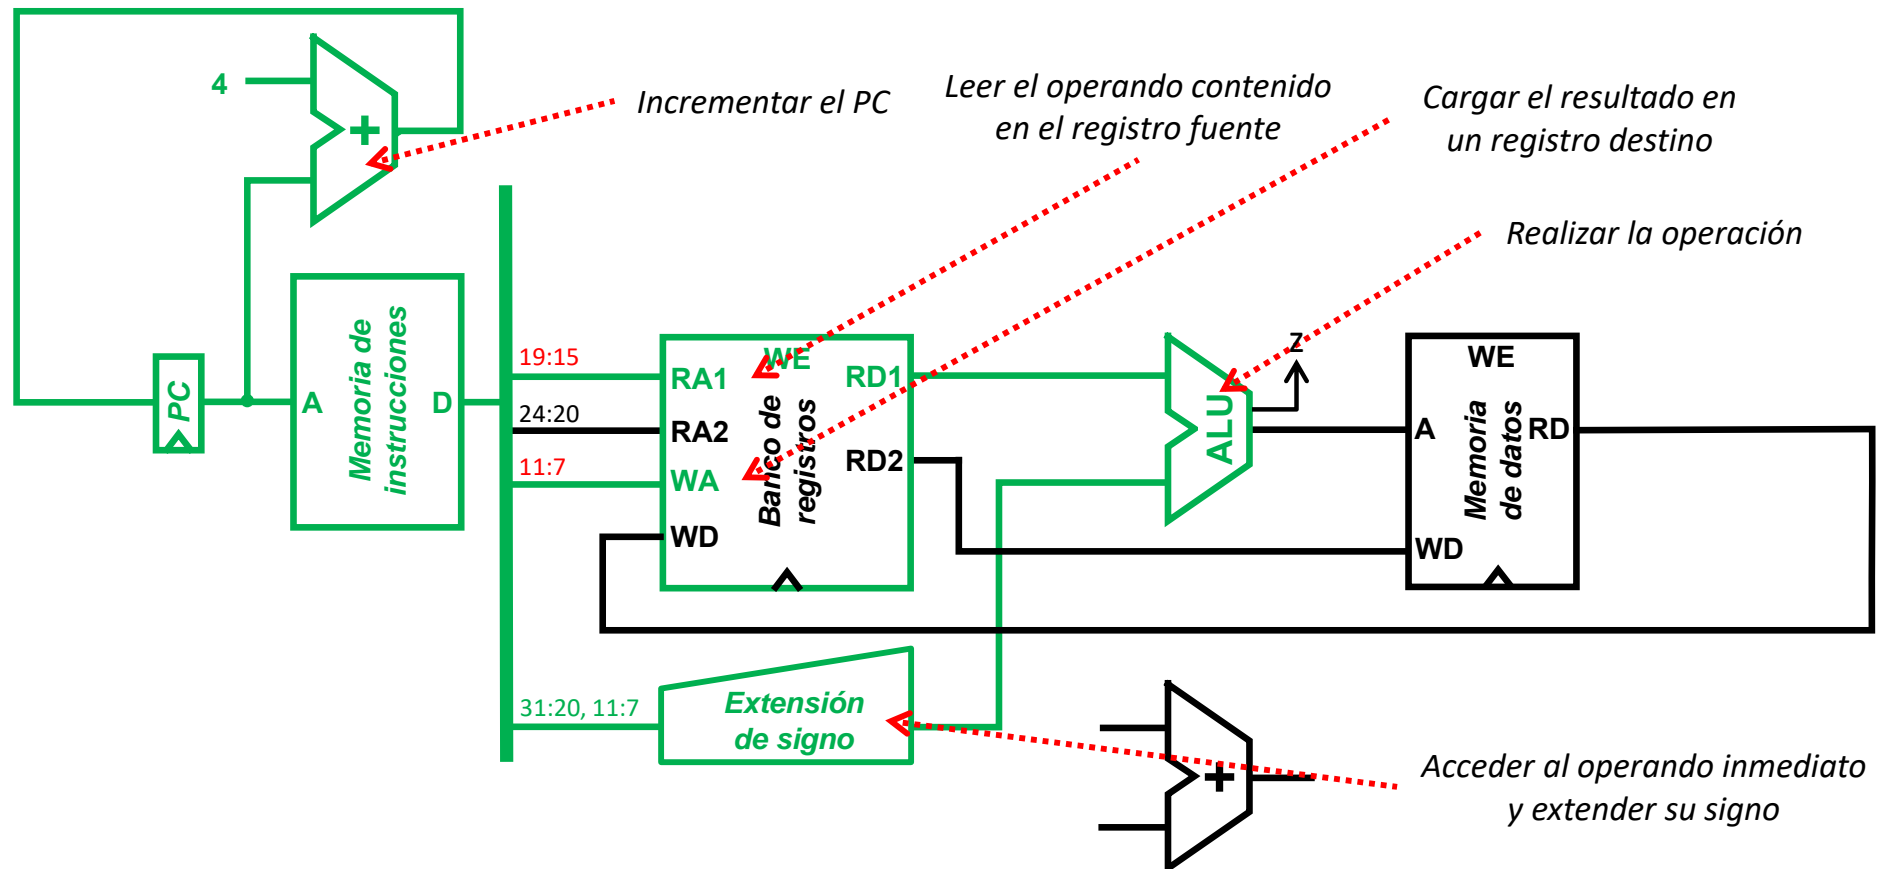 4
+
Incrementar el PC
Leer el operando contenido
en el registro fuente
Cargar el resultado en
un registro destino
Realizar la operación
PC
A
Memoria de
instrucciones
D
19:15
24:20
11:7
31:20, 11:7
RA1
RA2
WA
WD
WE
Banco de
registros
RD1
RD2
Extensión
de signo
ALU
Z
WE
A
Memoria
de datos
RD
WD
+
Acceder al operando inmediato
y extender su signo